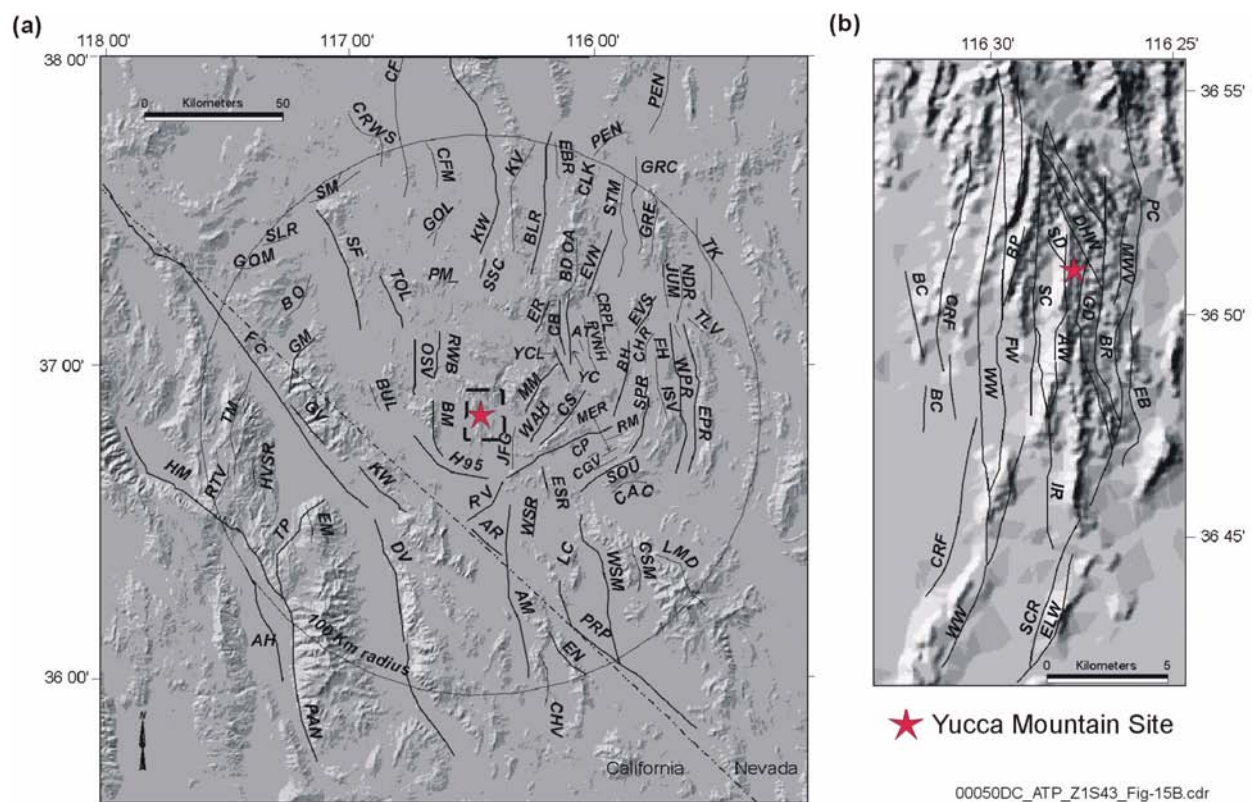 (a)
118 00'
117 00'
116 00'
38 00'
37 00'
36 00'
0 Kilometers 50
CF
CRWS
CFM
SM
GOL
KW
KV
EBR
PEN
PEN
CLK
GRC
STM
GRE
BLR
SLR
GOM
SF
BO
TOL
PM
SSC
BD OA
EVN
TK
NDR
JUM
ER
CB
AT
CRPL
RVNH
EVS
CHR
TLV
FC
GM
OSV
RWB
YCL
YC
BH
FH
WPR
BUL
BM
MM
WAH
CS
MER
SPR
ISV
EPR
TM
GV
JFG
RM
CP
CGV
HM
RTV
HVSR
KW
H95
RV
ESR
SOU
CAC
TP
EM
DV
AR
WSR
LC
WSM
GSM
LMD
AM
PRP
EN
AH
100 Km radius
PAN
CHV
N
California Nevada
(b)
116 30'
116 25'
36 55'
36 50'
36 45'
PC
DHW
SD
BP
MWV
BC
CRF
SC
GD
FW
AW
BR
WW
BC
EB
IR
CRF
WW
SCR
ELW
0 Kilometers 5
Yucca Mountain Site
00050DC_ATP_Z1S43_Fig-15B.cdr